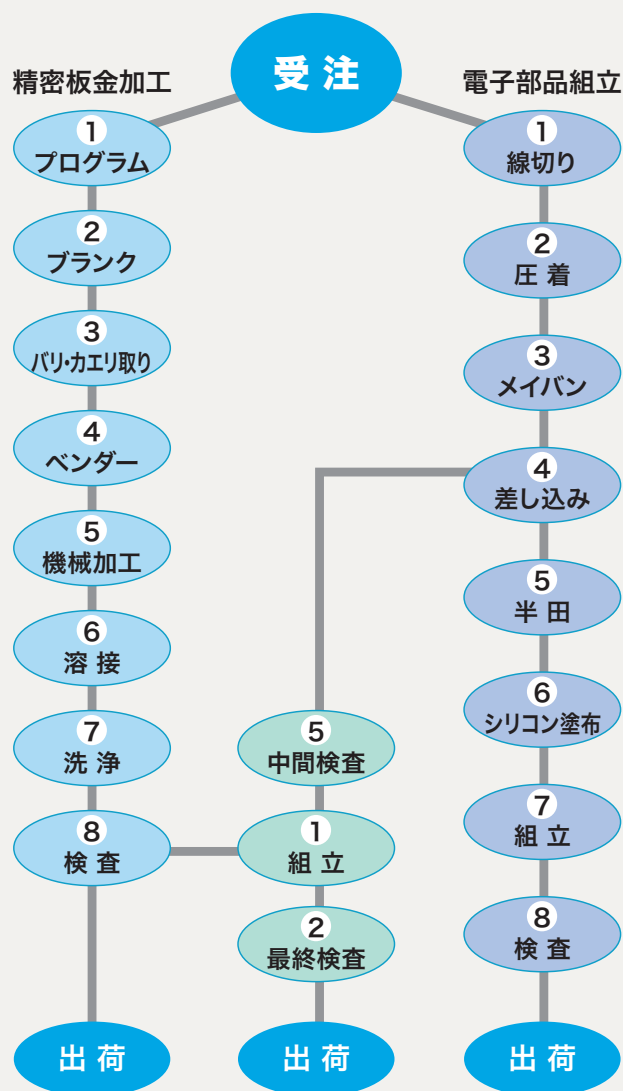 受注
精密板金加工
① プログラム
② ブランク
③ バリ・カエリ取り
④ ベンダー
⑤ 機械加工
⑥ 溶接
⑦ 洗浄
⑧ 検査
出荷
⑤ 中間検査
① 組立
② 最終検査
出荷
電子部品組立
① 線切り
② 圧着
③ メイバン
④ 差し込み
⑤ 半田
⑥ シリコン塗布
⑦ 組立
⑧ 検査
出荷